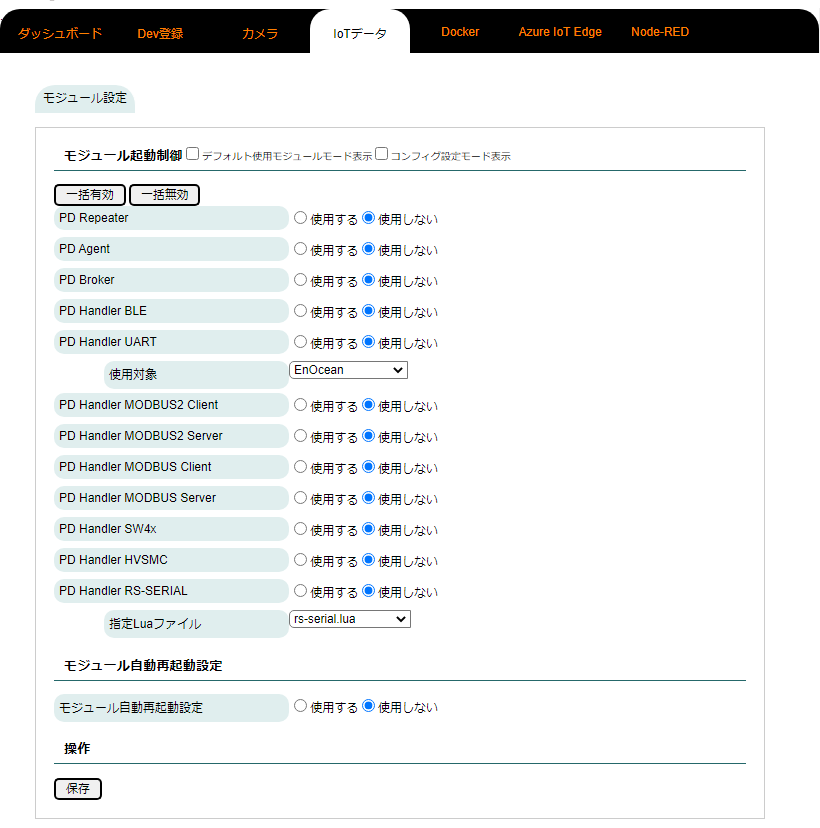 ダッシュボード Dev登録 カメラ IoTデータ Docker Azure IoT Edge Node-RED
モジュール設定
モジュール起動制御 デフォルト使用モジュールモード表示 コンフィグ設定モード表示
一括有効 一括無効
PD Repeater 使用する 使用しない
PD Agent 使用する 使用しない
PD Broker 使用する 使用しない
PD Handler BLE 使用する 使用しない
PD Handler UART 使用する 使用しない
使用対象 EnOcean
PD Handler MODBUS2 Client 使用する 使用しない
PD Handler MODBUS2 Server 使用する 使用しない
PD Handler MODBUS Client 使用する 使用しない
PD Handler MODBUS Server 使用する 使用しない
PD Handler SW4x 使用する 使用しない
PD Handler HVSMC 使用する 使用しない
PD Handler RS-SERIAL 使用する 使用しない
指定Luaファイル rs-serial.lua
モジュール自動再起動設定
モジュール自動再起動設定 使用する 使用しない
操作
保存